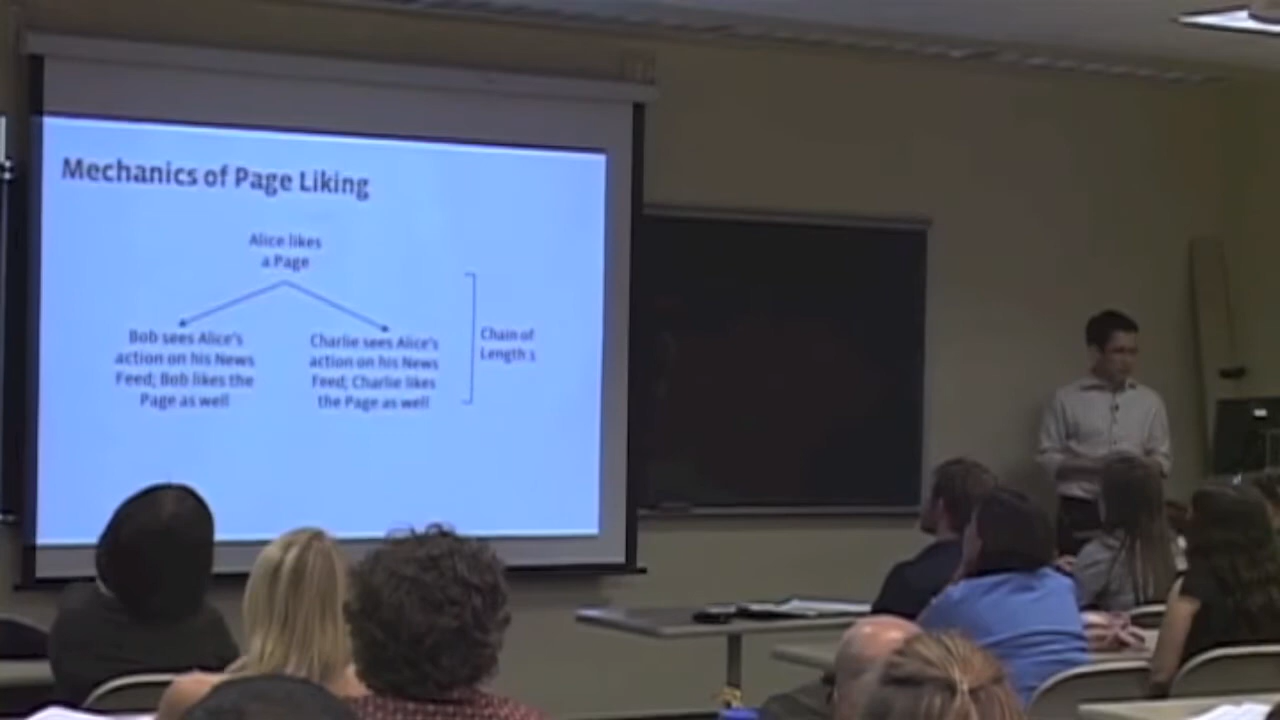 Mechanics of Page Liking
Alice likes
a Page
Bob sees Alice's
action on his News
Feed; Bob likes the
Page as well
Charlie sees Alice's
action on his News
Feed; Charlie likes
the Page as well
Chain of
Length 1